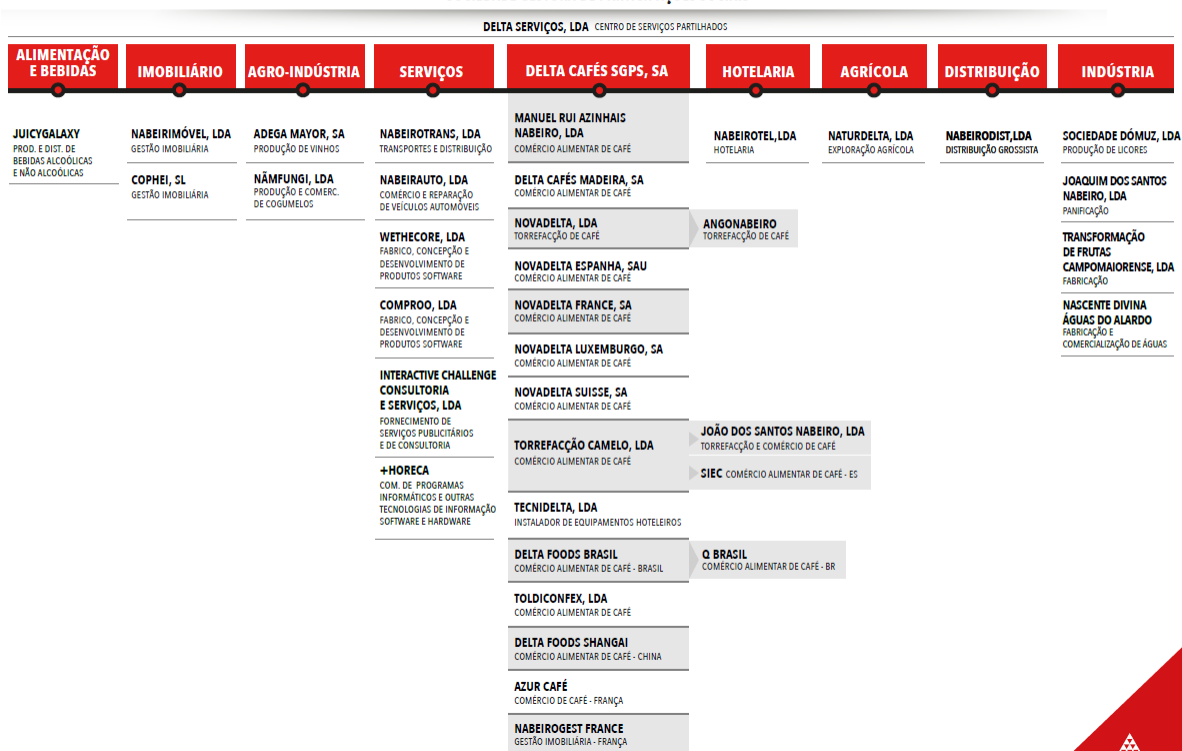 DELTA SERVIÇOS, LDA CENTRO DE SERVIÇOS PARTILHADOS
ALIMENTAÇÃO
E BEBIDAS
IMOBILIÁRIO
AGRO-INDÚSTRIA
SERVIÇOS
DELTA CAFÉS SGPS, SA
HOTELARIA
AGRÍCOLA
DISTRIBUIÇÃO
INDÚSTRIA
JUICYGALAXY
PROD. E DIST. DE
BEBIDAS ALCOÓLICAS
E NÃO ALCOÓLICAS
NABEIRIMÓVEL, LDA
GESTÃO IMOBILIÁRIA
COPHEI, SL
GESTÃO IMOBILIÁRIA
ADEGA MAYOR, SA
PRODUÇÃO DE VINHOS
NÃMFUNGI, LDA
PRODUÇÃO E COMERC.
DE COGUMELOS
NABEIROTRANS, LDA
TRANSPORTES E DISTRIBUIÇÃO
NABEIRAUTO, LDA
COMÉRCIO E REPARAÇÃO
DE VEÍCULOS AUTOMÓVEIS
WETHECORE, LDA
FABRICO, CONCEPÇÃO E
DESENVOLVIMENTO DE
PRODUTOS SOFTWARE
COMPROO, LDA
FABRICO, CONCEPÇÃO E
DESENVOLVIMENTO DE
PRODUTOS SOFTWARE
INTERACTIVE CHALLENGE
CONSULTORIA
E SERVIÇOS, LDA
FORNECIMENTO DE
SERVIÇOS PUBLICITÁRIOS
E DE CONSULTORIA
+HORECA
COM. DE PROGRAMAS
INFORMÁTICOS E OUTRAS
TECNOLOGIAS DE INFORMAÇÃO
SOFTWARE E HARDWARE
MANUEL RUI AZINHAIS
NABEIRO, LDA
COMÉRCIO ALIMENTAR DE CAFÉ
DELTA CAFÉS MADEIRA, SA
COMÉRCIO ALIMENTAR DE CAFÉ
NOVADELTA, LDA
TORREFACÇÃO DE CAFÉ
ANGONABEIRO
TORREFACÇÃO DE CAFÉ
NOVADELTA ESPANHA, SAU
COMÉRCIO ALIMENTAR DE CAFÉ
NOVADELTA FRANCE, SA
COMÉRCIO ALIMENTAR DE CAFÉ
NOVADELTA LUXEMBURGO, SA
COMÉRCIO ALIMENTAR DE CAFÉ
NOVADELTA SUISSE, SA
COMÉRCIO ALIMENTAR DE CAFÉ
TORREFACÇÃO CAMELO, LDA
COMÉRCIO ALIMENTAR DE CAFÉ
JOÃO DOS SANTOS NABEIRO, LDA
TORREFACÇÃO E COMÉRCIO DE CAFÉ
SIEC COMÉRCIO ALIMENTAR DE CAFÉ - ES
TECNIDELTA, LDA
INSTALADOR DE EQUIPAMENTOS HOTELEIROS
DELTA FOODS BRASIL
COMÉRCIO ALIMENTAR DE CAFÉ - BRASIL
Q BRASIL
COMÉRCIO ALIMENTAR DE CAFÉ - BR
TOLDICONFEX, LDA
COMÉRCIO ALIMENTAR DE CAFÉ
DELTA FOODS SHANGAI
COMÉRCIO ALIMENTAR DE CAFÉ - CHINA
AZUR CAFÉ
COMÉRCIO DE CAFÉ - FRANÇA
NABEIROGEST FRANCE
GESTÃO IMOBILIÁRIA - FRANÇA
NABEIROTEL,LDA
HOTELARIA
NATURDELTA, LDA
EXPLORAÇÃO AGRÍCOLA
NABEIRODIST,LDA
DISTRIBUIÇÃO GROSSISTA
SOCIEDADE DÓMUZ, LDA
PRODUÇÃO DE LICORES
JOAQUIM DOS SANTOS
NABEIRO, LDA
PANIFICAÇÃO
TRANSFORMAÇÃO
DE FRUTAS
CAMPOMAIORENSE, LDA
FABRICAÇÃO
NASCENTE DIVINA
ÁGUAS DO ALARDO
FABRICAÇÃO E
COMERCIALIZAÇÃO DE ÁGUAS